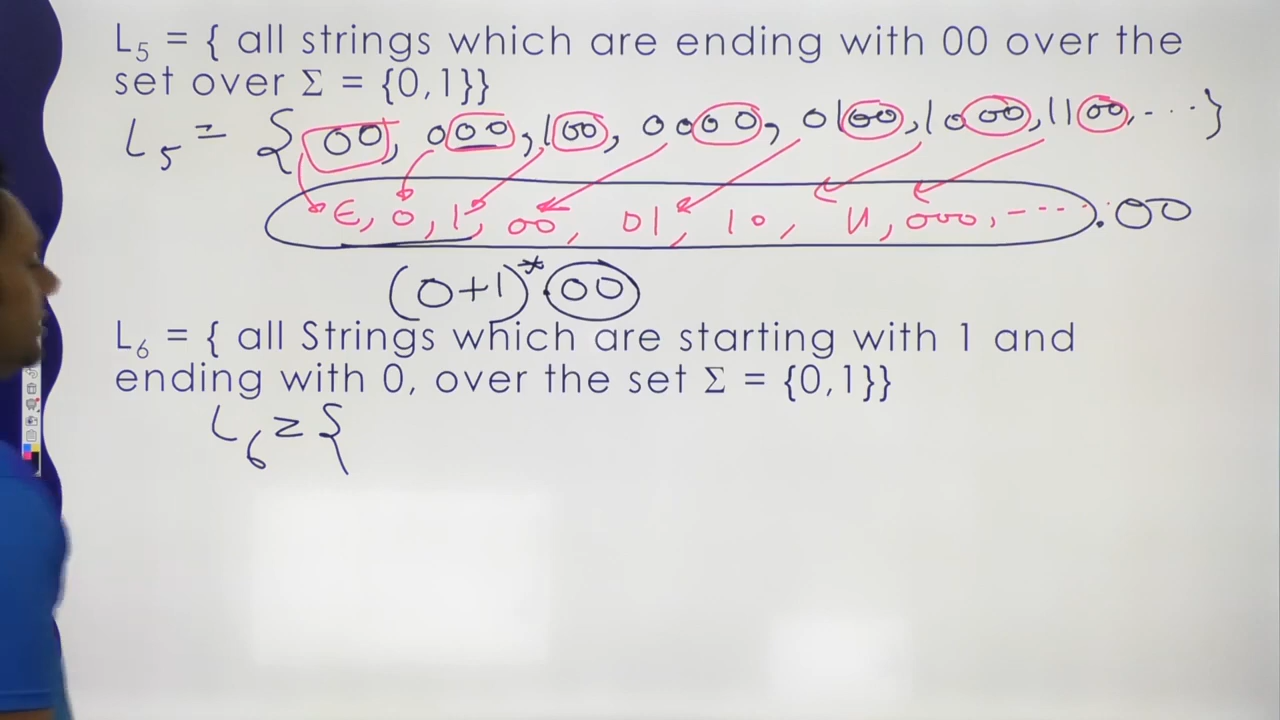 L₅ = { all strings which are ending with 00 over the
set over Σ = {0,1}}
L₅ = { 00, 000, 100, 0000, 0100, 1000, 1100, ... }
ϵ, 0, 1, 00, 01, 10, 11, 000, ---- .00
(0+1)*.00
L₆ = { all Strings which are starting with 1 and
ending with 0, over the set Σ = {0,1}}
L₆ = {